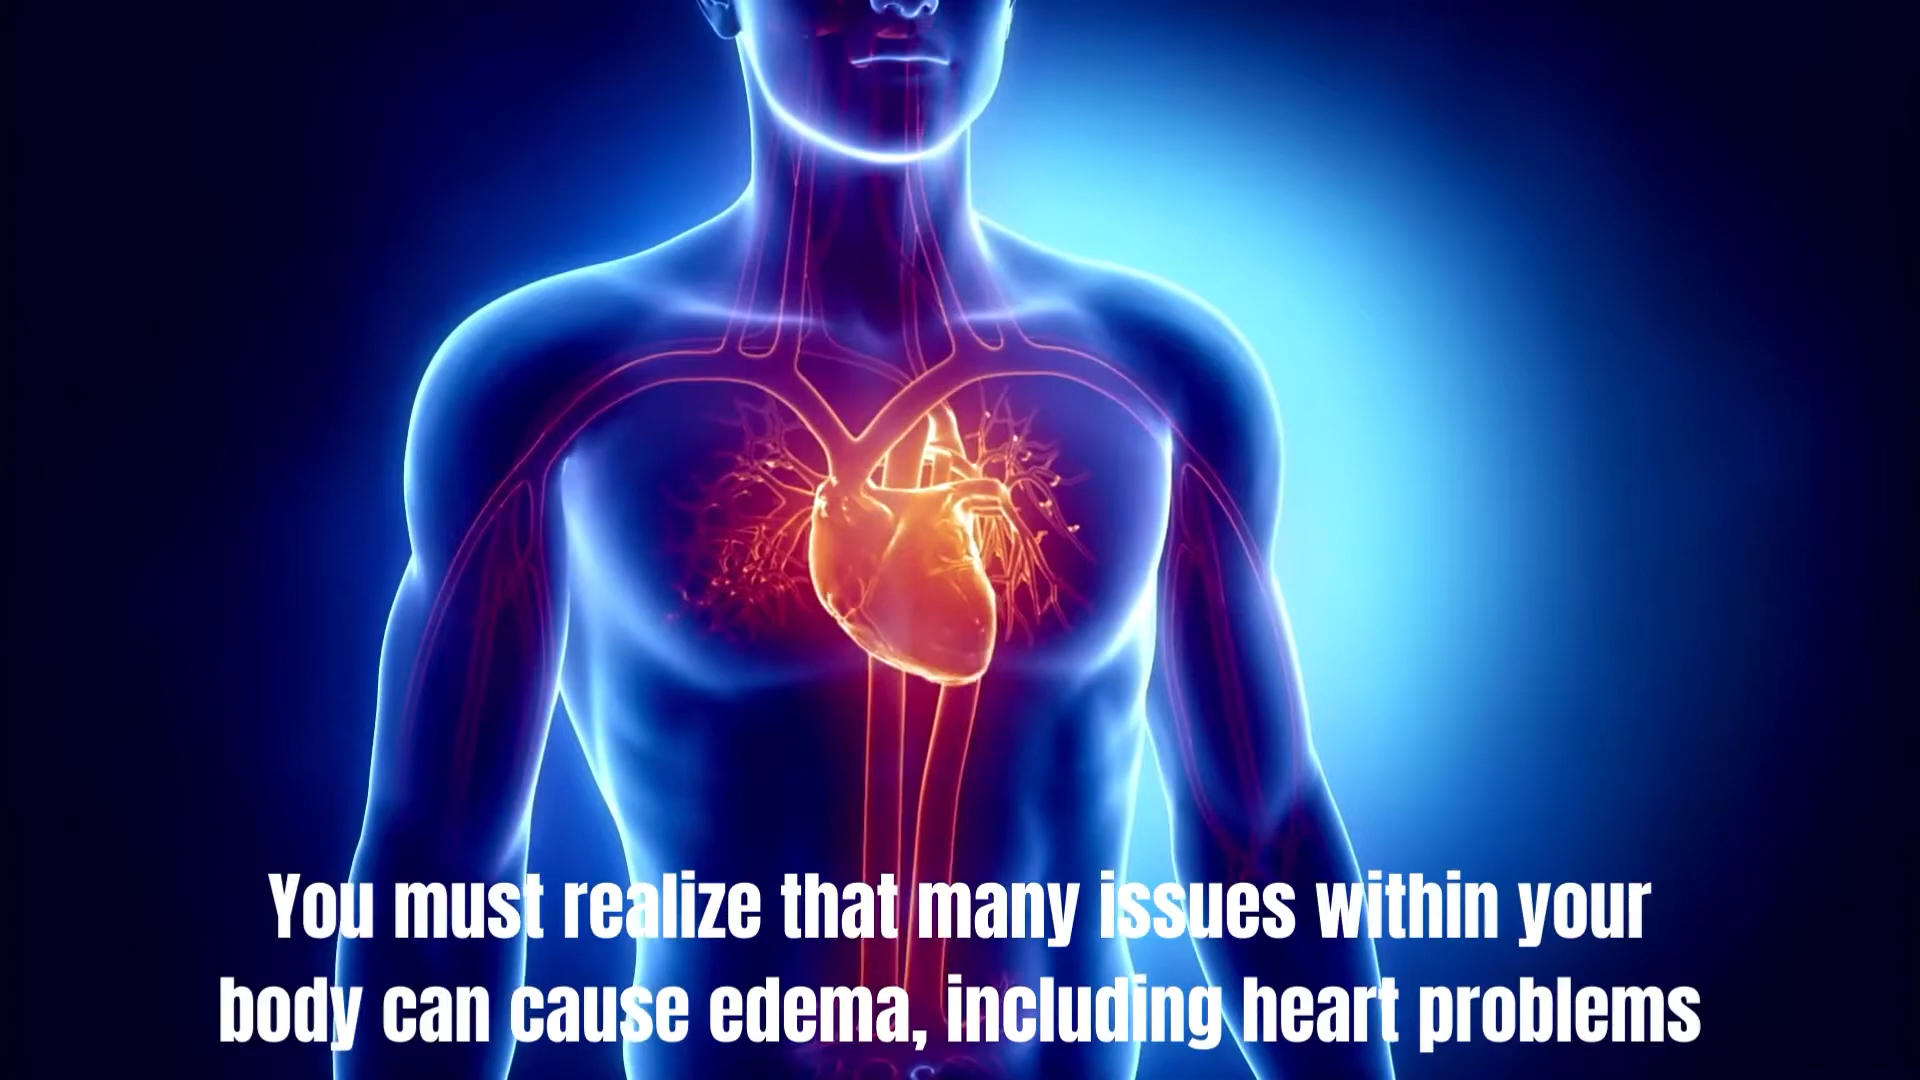 You must realize that many issues within your
body can cause edema, including heart problems